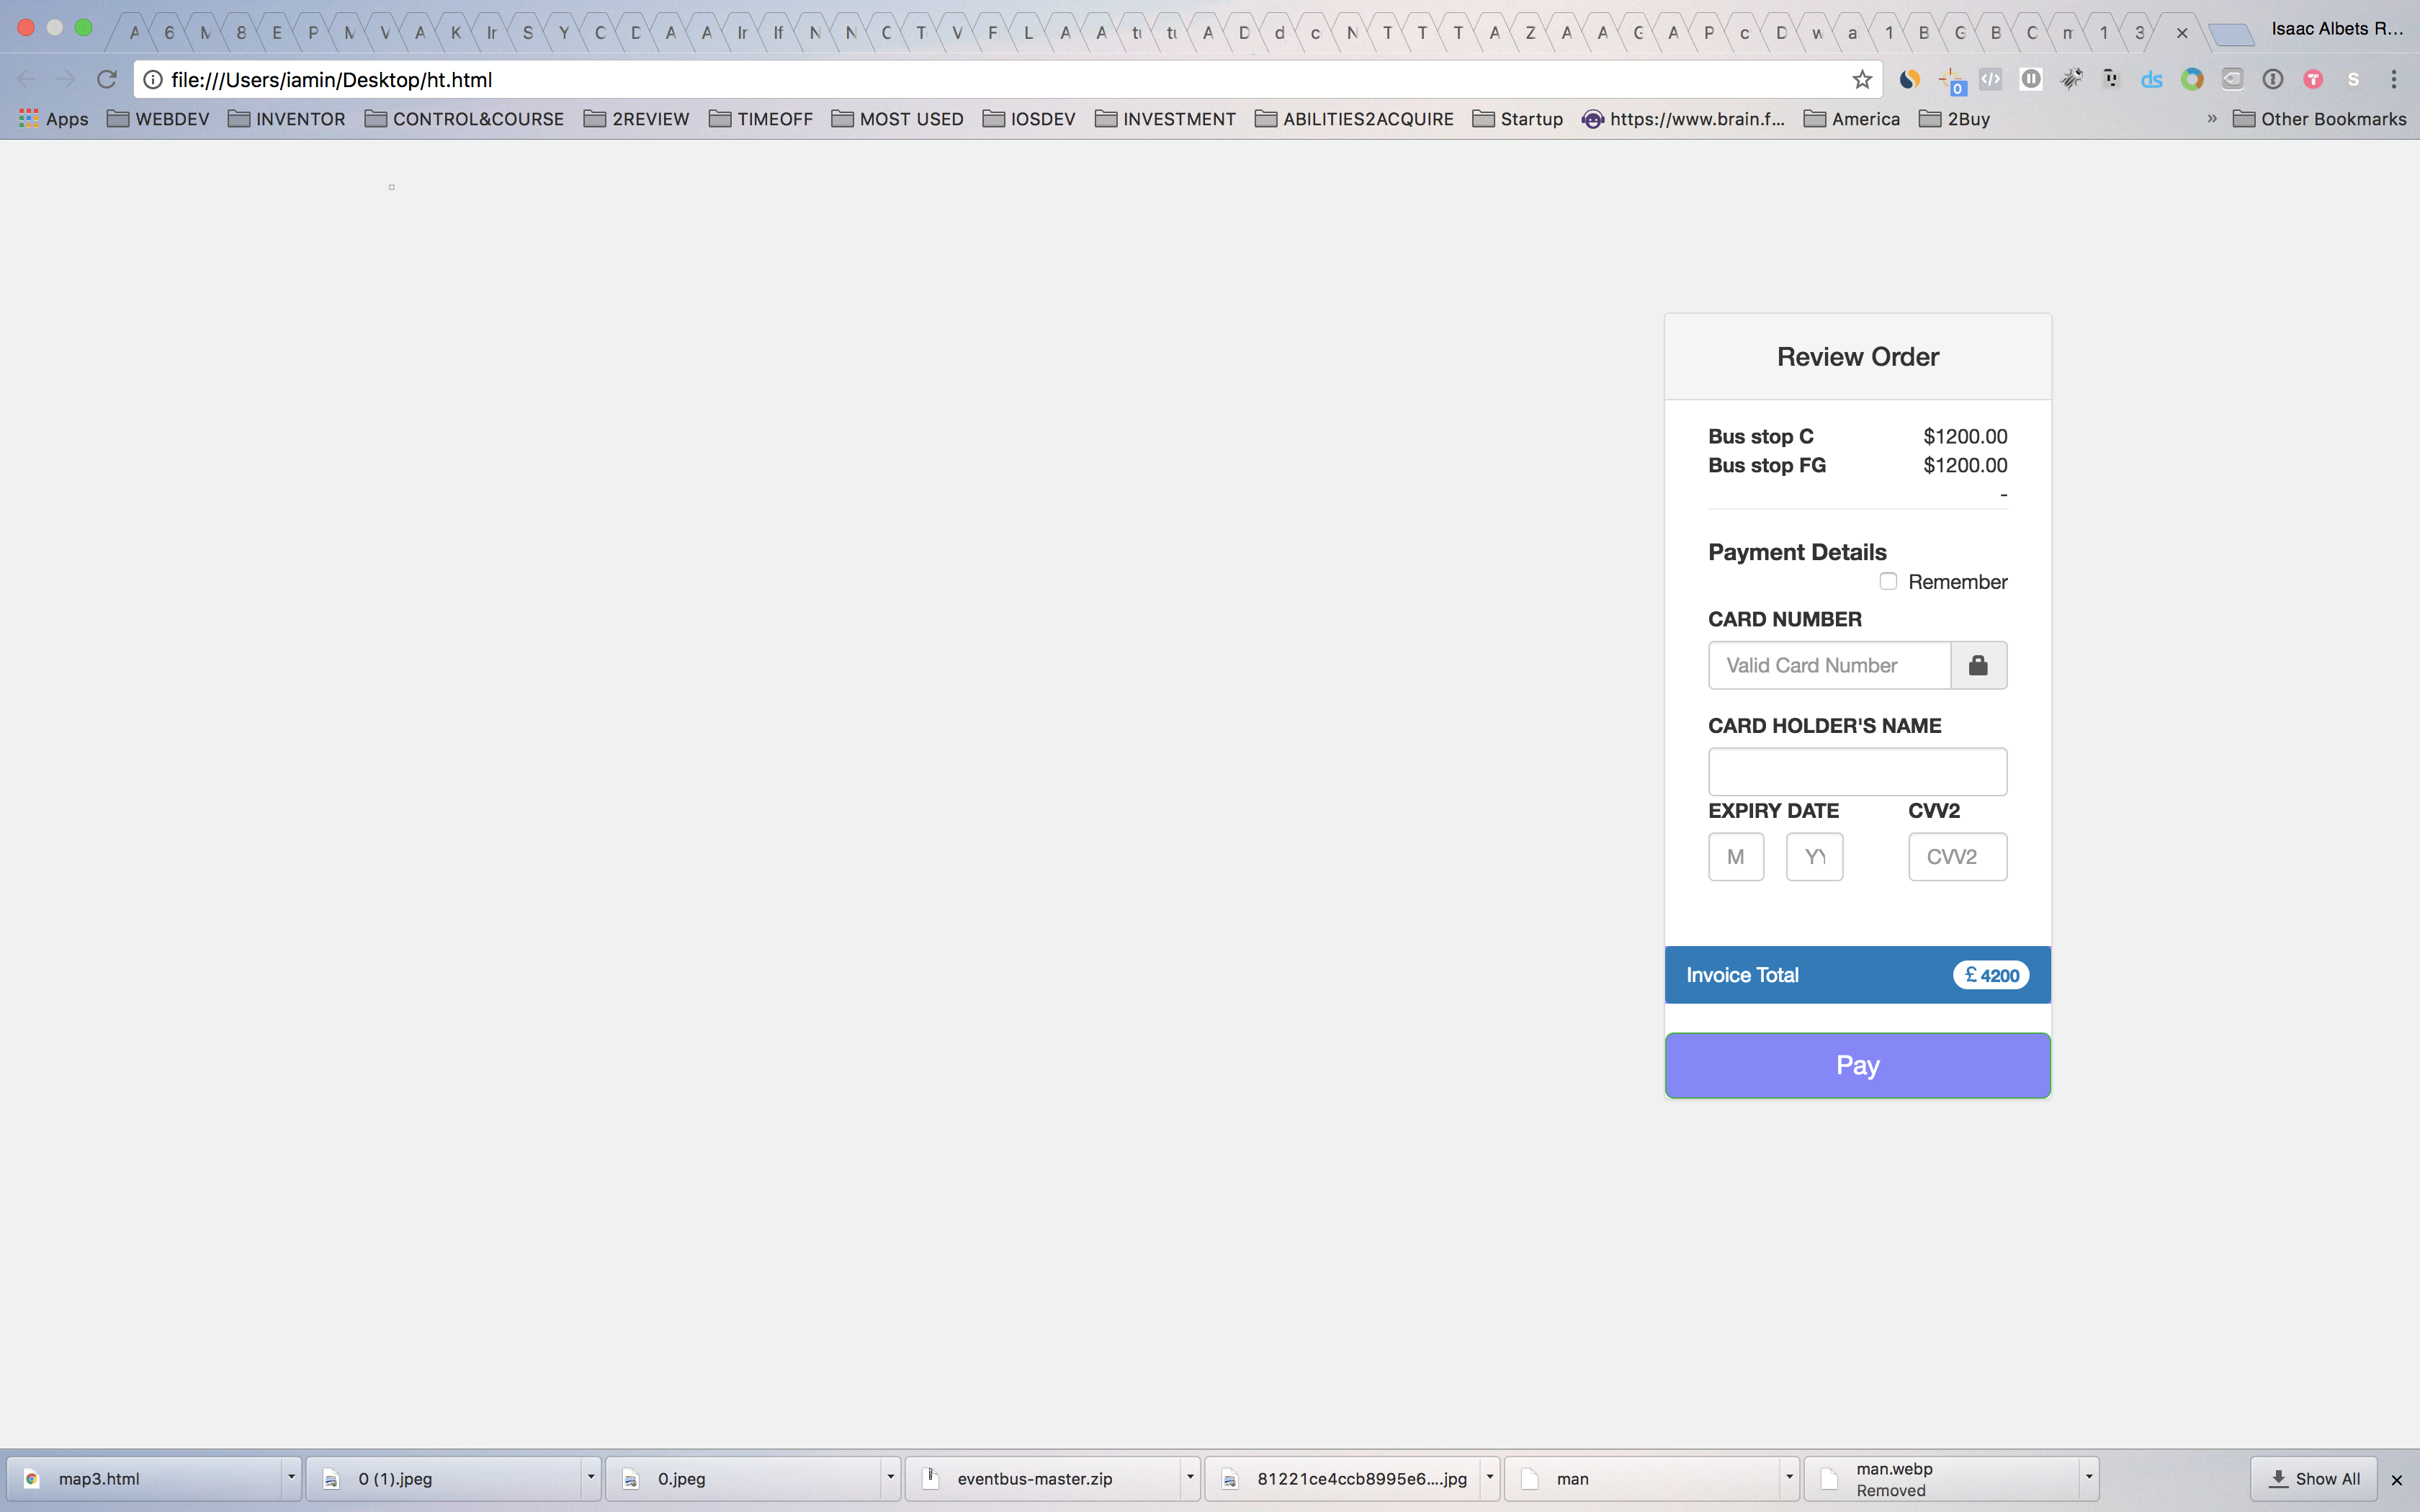 A 6 M 8 E P M V A K Ir S Y C D A A Ir If N N C T V F L A A tu tu A D d c N T T T A Z A A G A P c D w a 1 B G B C m 1 3
Isaac Albets R...
file:///Users/iamin/Desktop/ht.html
0
ds
S
Apps WEBDEV INVENTOR CONTROL&COURSE 2REVIEW TIMEOFF MOST USED IOSDEV INVESTMENT ABILITIES2ACQUIRE Startup https://www.brain.f... America 2Buy » Other Bookmarks
Review Order
Bus stop C $1200.00
Bus stop FG $1200.00
-
Payment Details
Remember
CARD NUMBER
Valid Card Number
CARD HOLDER'S NAME
EXPIRY DATE CVV2
M YY CVV2
Invoice Total £ 4200
Pay
map3.html 0 (1).jpeg 0.jpeg eventbus-master.zip 81221ce4ccb8995e6....jpg man man.webp
Removed
Show All